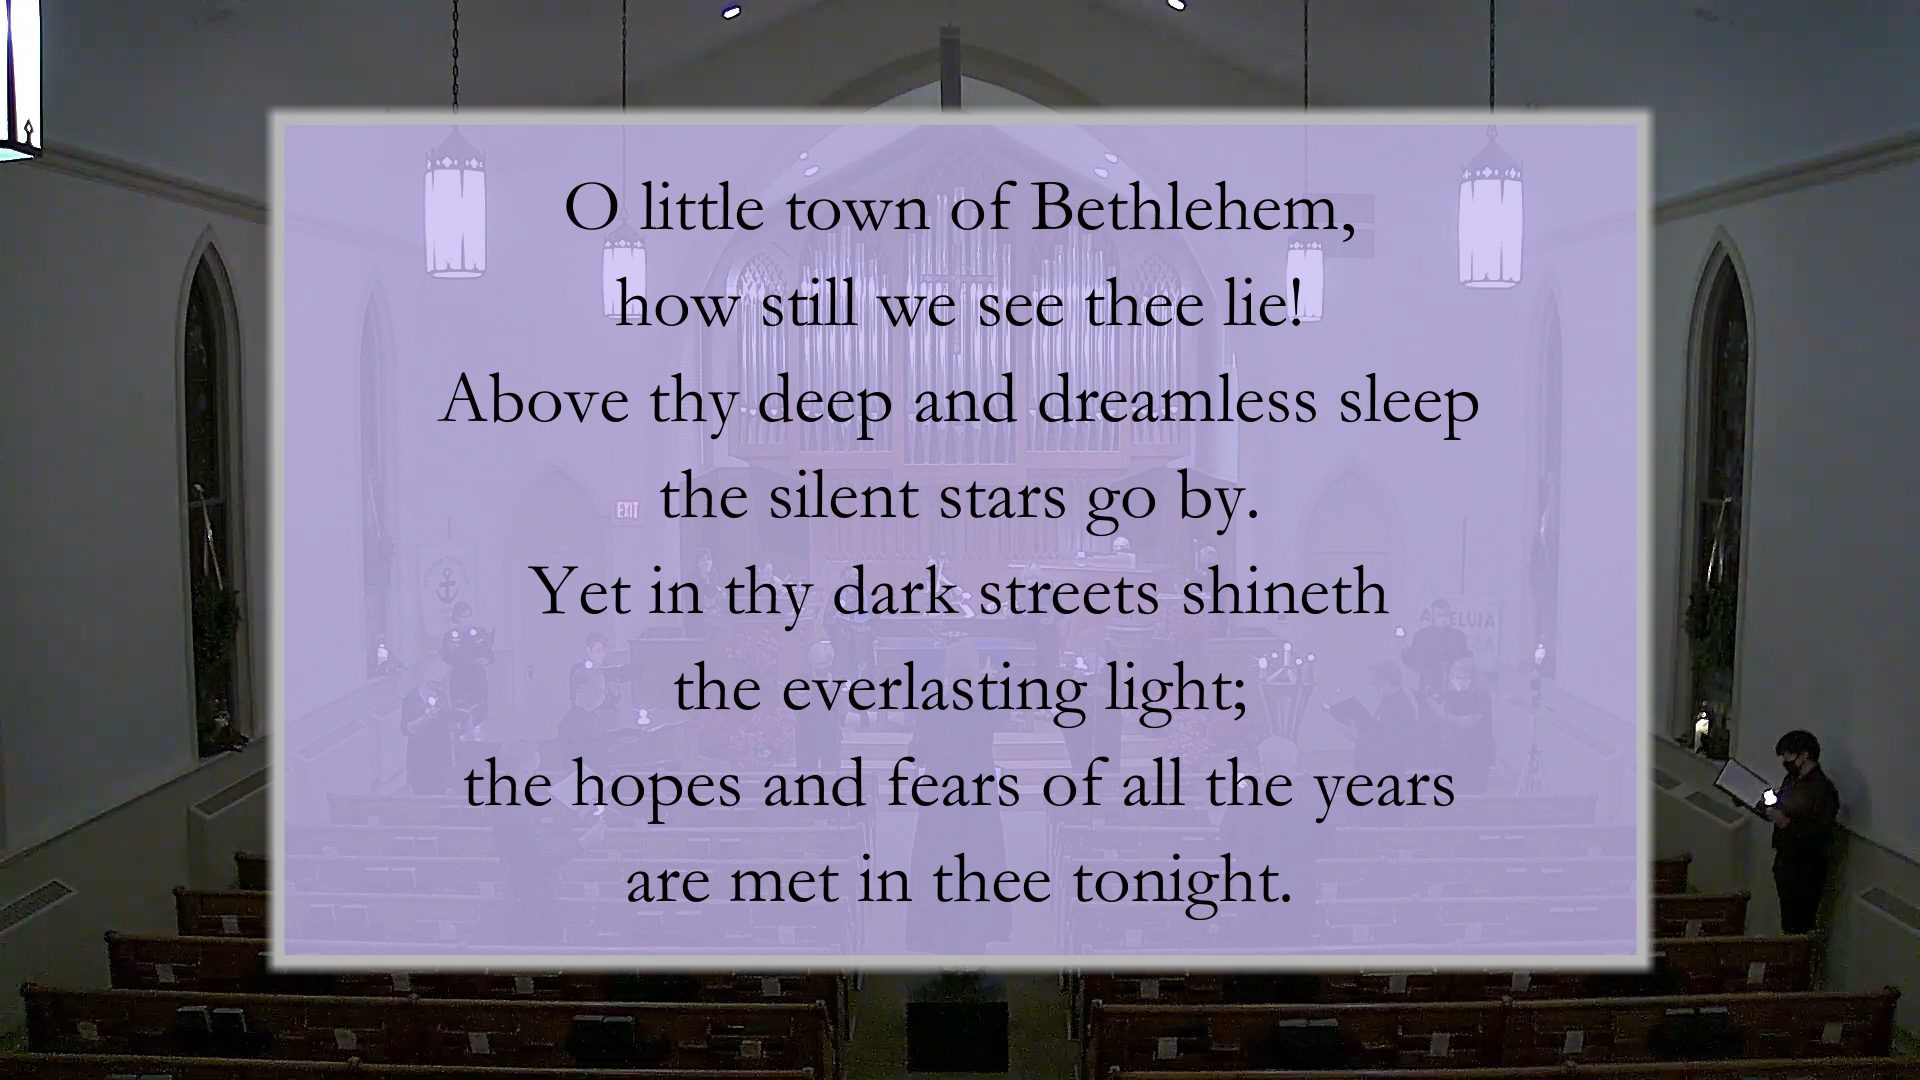 O little town of Bethlehem,
how still we see thee lie!
Above thy deep and dreamless sleep
the silent stars go by.
Yet in thy dark streets shineth
the everlasting light;
the hopes and fears of all the years
are met in thee tonight.
EXIT